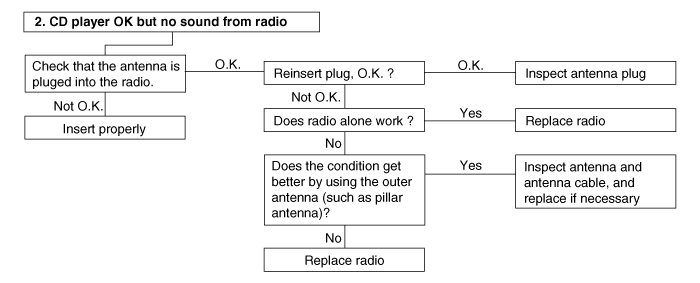 2. CD player OK but no sound from radio
Check that the antenna is
pluged into the radio.
O.K.
Reinsert plug, O.K. ?
O.K.
Inspect antenna plug
Not O.K.
Insert properly
Not O.K.
Does radio alone work ?
Yes
Replace radio
No
Does the condition get
better by using the outer
antenna (such as pillar
antenna)?
Yes
Inspect antenna and
antenna cable, and
replace if necessary
No
Replace radio